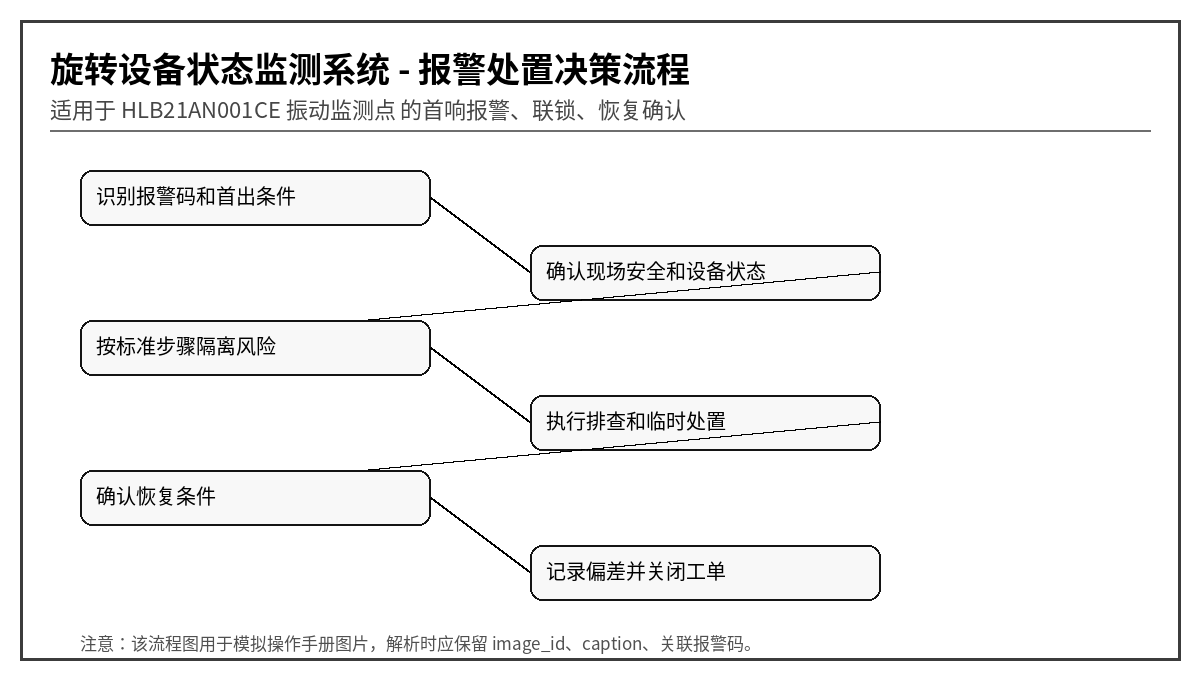 旋转设备状态监测系统 - 报警处置决策流程
适用于 HLB21AN001CE 振动监测点 的首响报警、联锁、恢复确认
识别报警码和首出条件
确认现场安全和设备状态
按标准步骤隔离风险
执行排查和临时处置
确认恢复条件
记录偏差并关闭工单
注意：该流程图用于模拟操作手册图片，解析时应保留 image_id、caption、关联报警码。